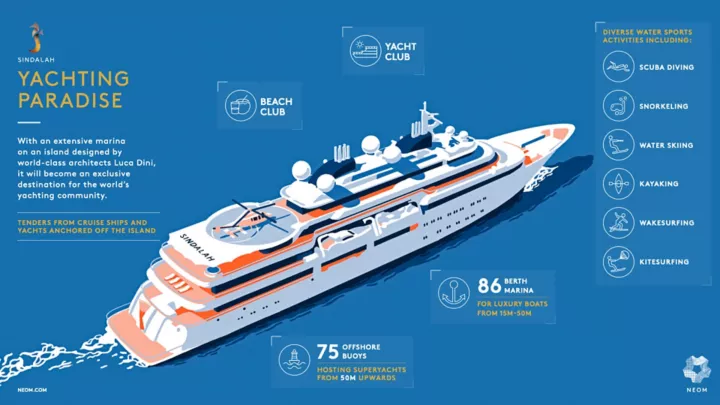 SINDALAH
YACHTING
PARADISE
With an extensive marina
on an island designed by
world-class architects Luca Dini,
it will become an exclusive
destination for the world's
yachting community.
TENDERS FROM CRUISE SHIPS AND
YACHTS ANCHORED OFF THE ISLAND
NEOM.COM
BEACH
CLUB
YACHT
CLUB
SINDALAH
75 OFFSHORE
BUOYS
HOSTING SUPERYACHTS
FROM 50M UPWARDS
86 BERTH
MARINA
FOR LUXURY BOATS
FROM 15M-50M
DIVERSE WATER SPORTS
ACTIVITIES INCLUDING:
SCUBA DIVING
SNORKELING
WATER SKIING
KAYAKING
WAKESURFING
KITESURFING
NEOM